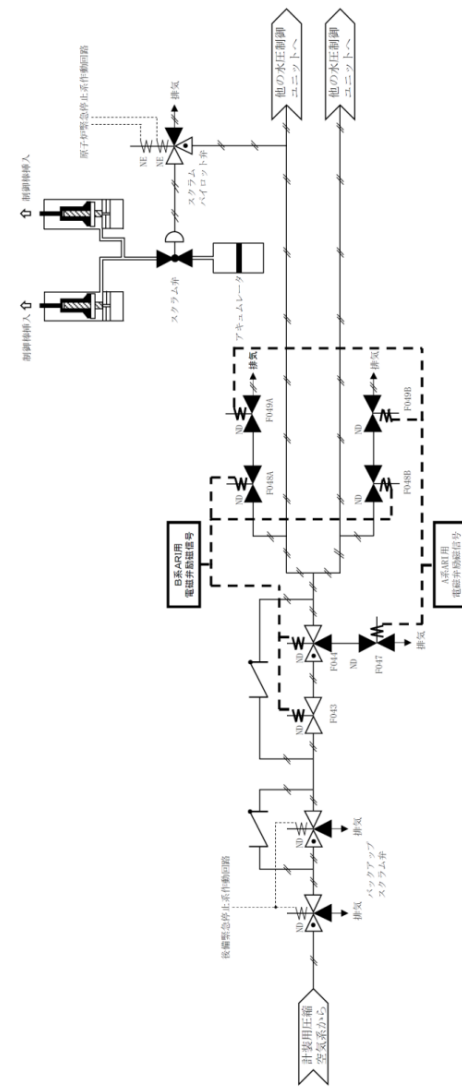 制御棒挿入
制御棒挿入
原子炉緊急停止系作動回路
NE
NE
排気
スクラム
パイロット弁
スクラム弁
アキュムレータ
他の水圧制御
ユニットへ
他の水圧制御
ユニットへ
B系ARI用
電磁弁励磁信号
ND
F048A
ND
F049A
排気
ND
F048B
ND
F049B
排気
A系ARI用
電磁弁励磁信号
ND
F043
ND
F044
ND
F047
排気
後備緊急停止系作動回路
ND
排気
ND
排気
バックアップ
スクラム弁
計装用圧縮
空気系から